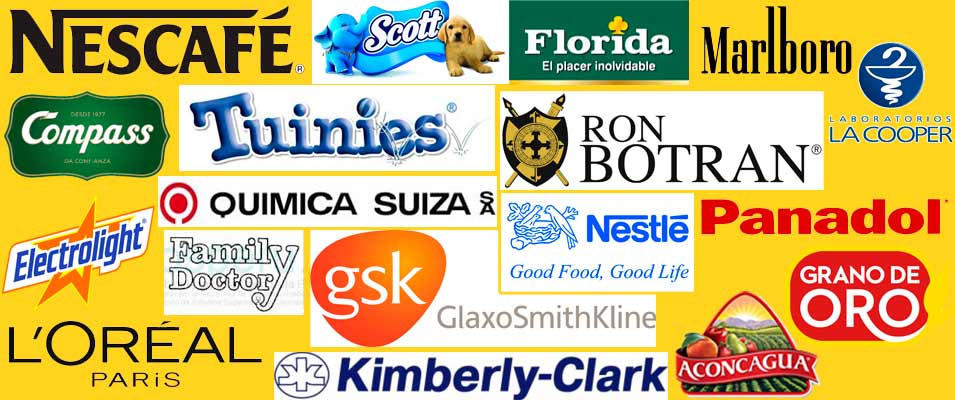 NESCAFÉ®
Scott
Florida
El placer inolvidable
Marlboro
LABORATORIOS
LA COOPER
DESDE 1977
Compass
DA CONFIANZA
Tuinies®
RON
BOTRAN®
QUIMICA SUIZA SA
Nestlé
Good Food, Good Life
Panadol
Electrolight®
Family
Doctor
gsk
GlaxoSmithKline
GRANO DE
ORO
L'ORÉAL
PARiS
Kimberly-Clark
ACONCAGUA